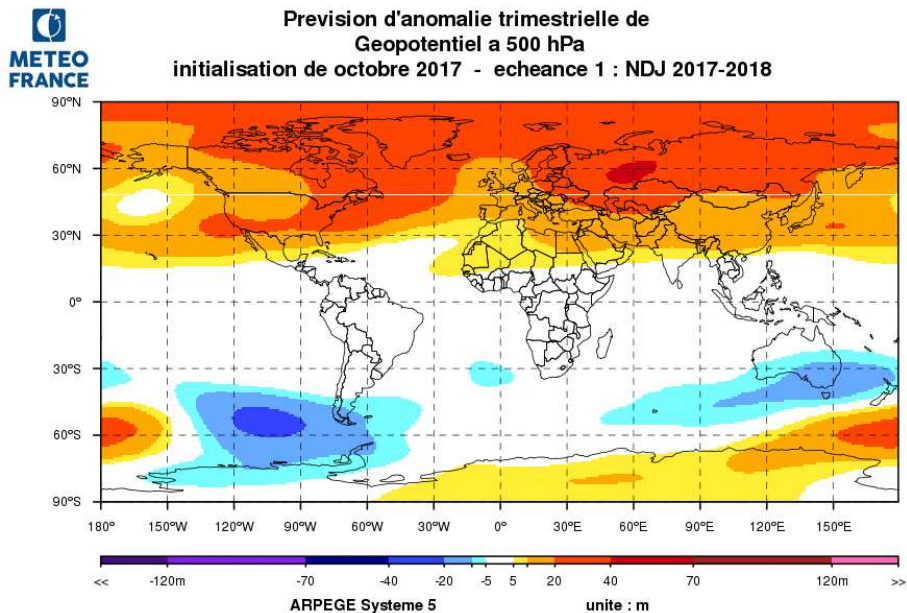 METEO
FRANCE
Prevision d'anomalie trimestrielle de
Geopotentiel a 500 hPa
initialisation de octobre 2017 - echeance 1 : NDJ 2017-2018
90ºN
60ºN
30ºN
0º
30ºS
60ºS
90ºS
180º 150ºW 120ºW 90ºW 60ºW 30ºW 0º 30ºE 60ºE 90ºE 120ºE 150ºE
<< -120m -70 -40 -20 -10 -5 5 10 20 40 70 120m >>
ARPEGE Systeme 5 unite : m